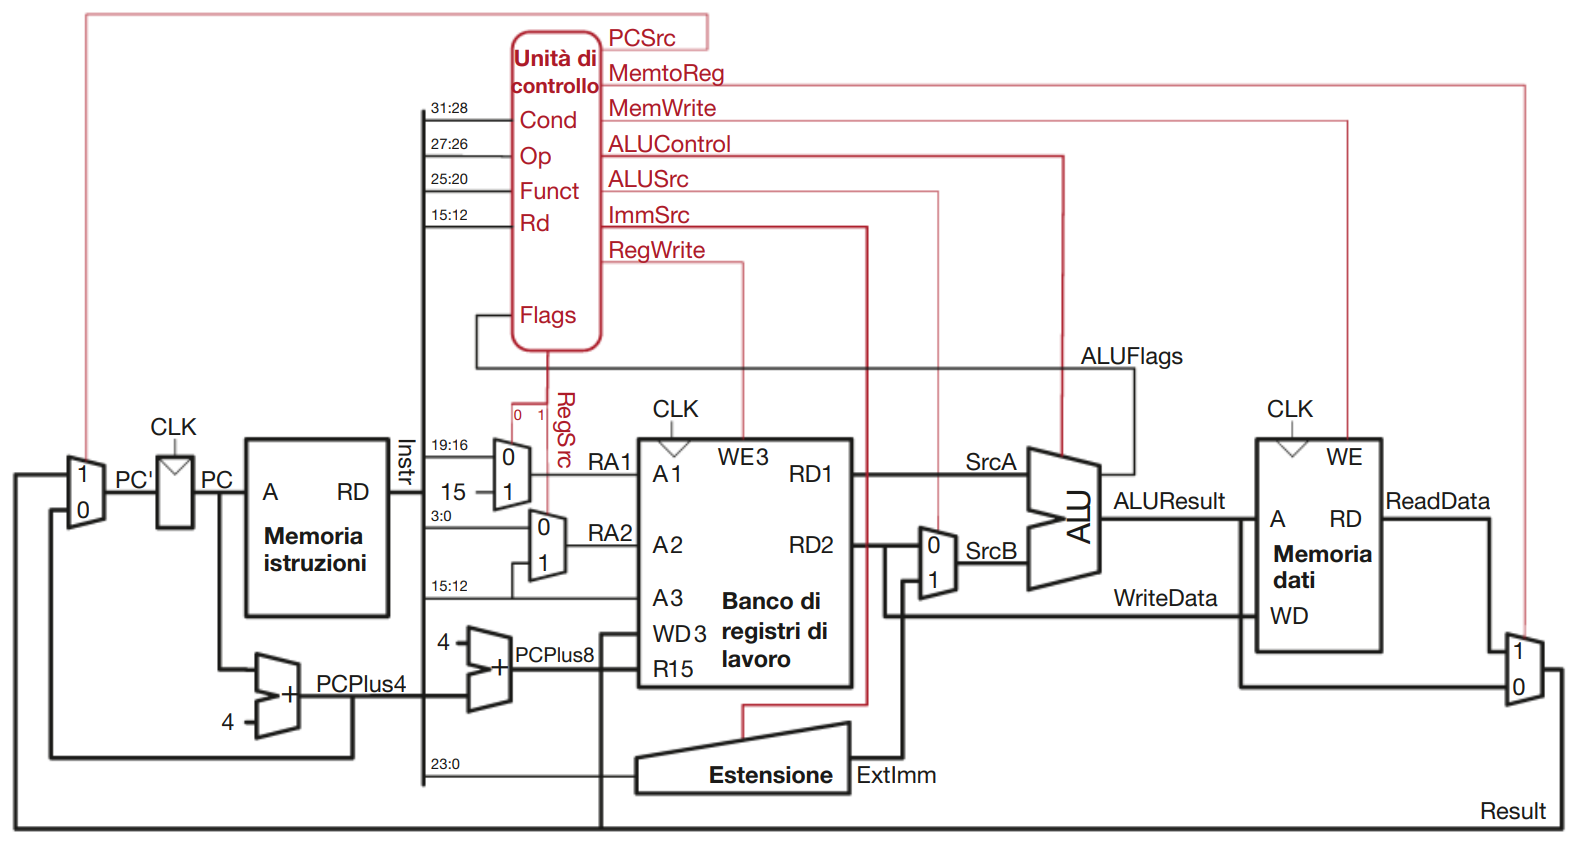 PCSrc
Unità di
controllo
MemtoReg
31:28
Cond
MemWrite
27:26
Op
ALUControl
25:20
Funct
ALUSrc
15:12
Rd
ImmSrc
RegWrite
Flags
ALUFlags
0 1
RegSrc
CLK
CLK
CLK
1
0
PC'
PC
A
RD
Memoria
istruzioni
Instr
19:16
0
15
1
RA1
3:0
0
1
RA2
15:12
A1
WE3
RD1
A2
RD2
A3
WD3
R15
Banco di
registri di
lavoro
SrcA
0
1
SrcB
ALU
ALUResult
WriteData
WE
A
RD
Memoria
dati
WD
ReadData
1
0
4
+
PCPlus4
4
+
PCPlus8
23:0
Estensione
ExtImm
Result